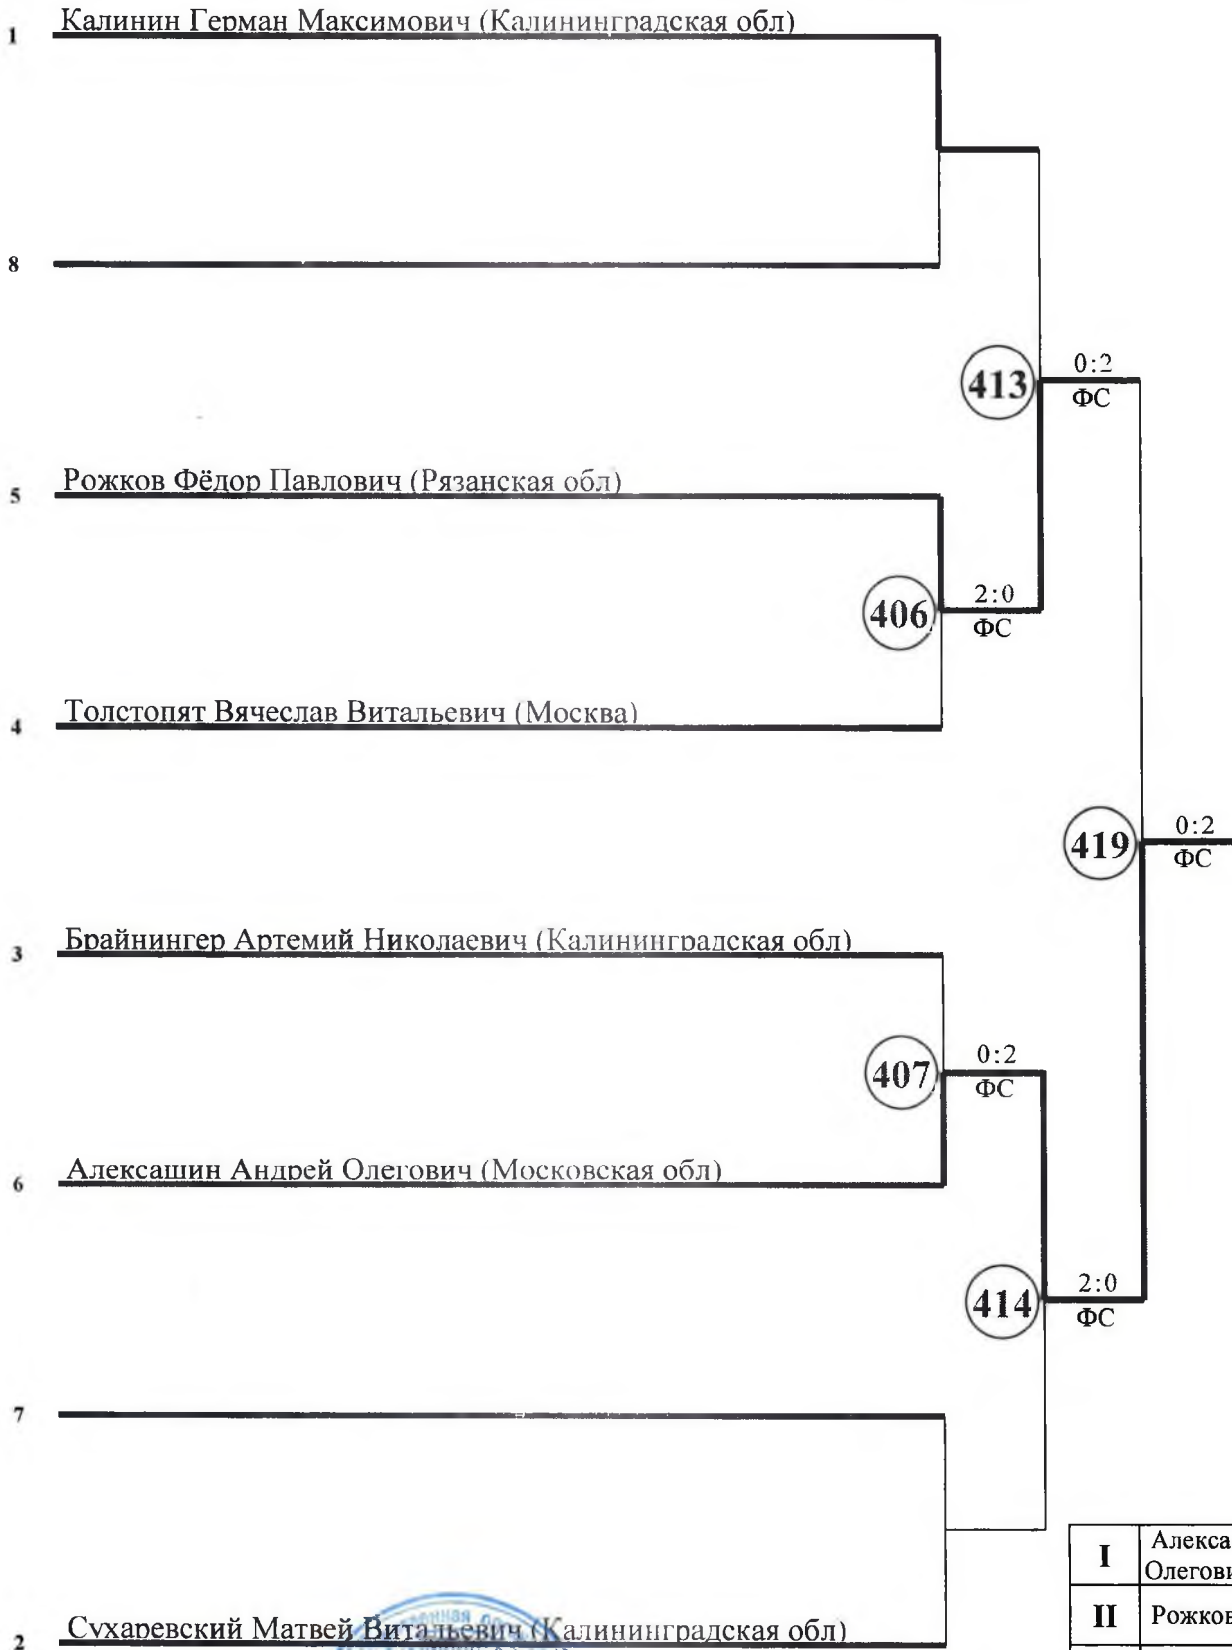 1 Калинин Герман Максимович (Калининградская обл)
8
413 0:2
ФС
5 Рожков Фёдор Павлович (Рязанская обл)
406 2:0
ФС
4 Толстопят Вячеслав Витальевич (Москва)
419 0:2
ФС
3 Брайнингер Артемий Николаевич (Калининградская обл)
407 0:2
ФС
6 Алексашин Андрей Олегович (Московская обл)
414 2:0
ФС
7
I Алекса
Олегови
II Рожков
2 Сухаревский Матвей Витальевич (Калининградская обл)